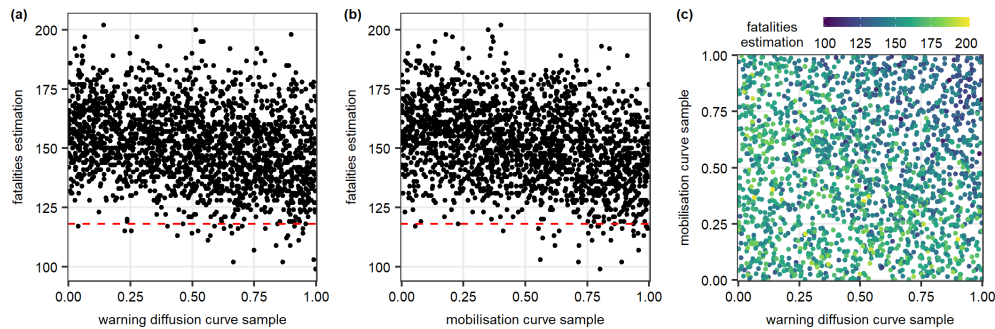 (a)
fatalities estimation
200
175
150
125
100
0.00 0.25 0.50 0.75 1.00
warning diffusion curve sample
(b)
fatalities estimation
200
175
150
125
100
0.00 0.25 0.50 0.75 1.00
mobilisation curve sample
(c)
fatalities
estimation
100 125 150 175 200
mobilisation curve sample
1.00
0.75
0.50
0.25
0.00
0.00 0.25 0.50 0.75 1.00
warning diffusion curve sample